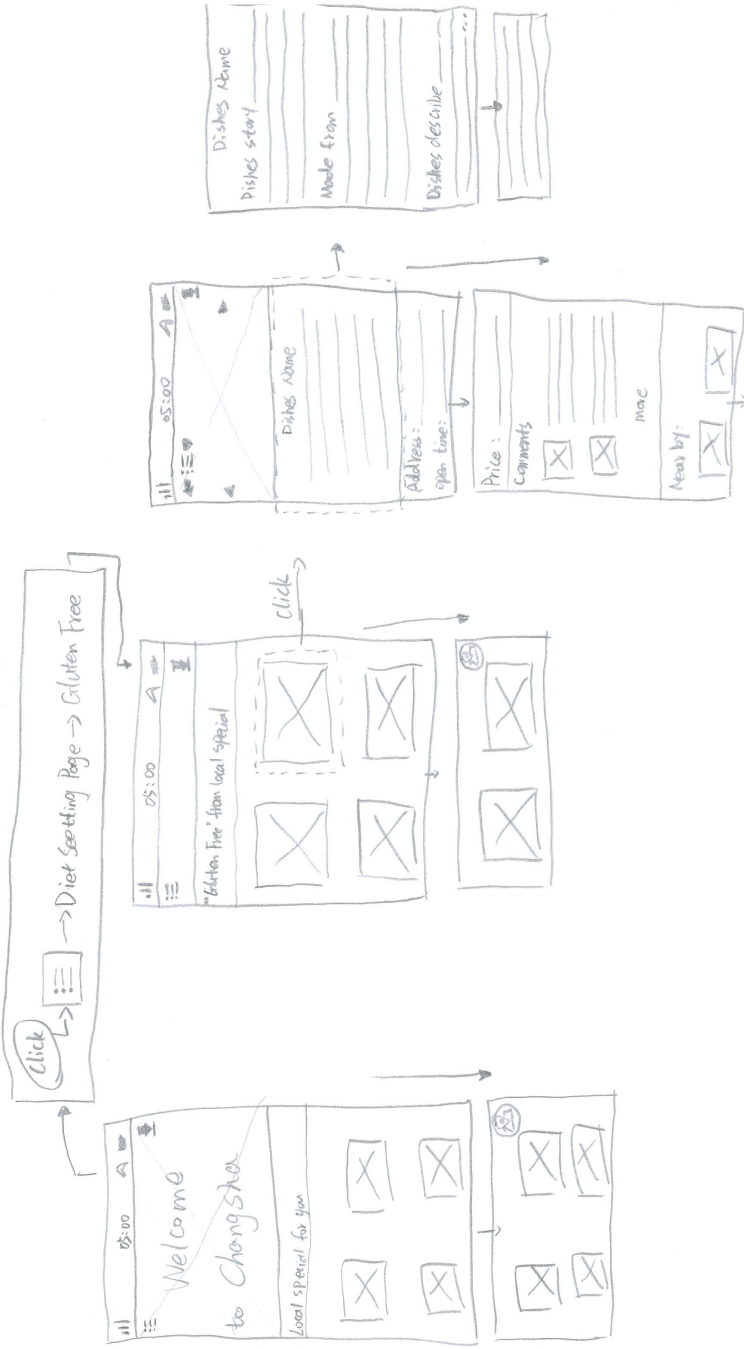 Click -> Diet Seetting Page -> Gluten Free
05:00
Welcome
to Changsha
Local special for you
05:00
"Gluten Free" from local special
Click
05:00
Dishes Name
Address:
open time:
Price:
Comments
more
Near by:
Dishes Name
Dishes story
Made from
Dishes describe
...